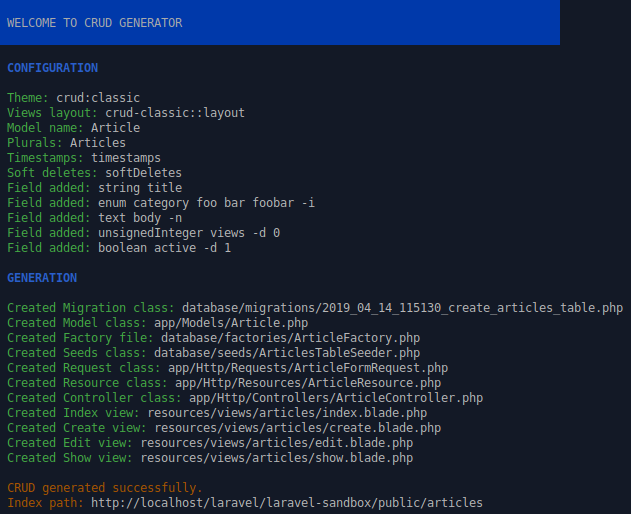 WELCOME TO CRUD GENERATOR
CONFIGURATION
Theme: crud:classic
Views layout: crud-classic::layout
Model name: Article
Plurals: Articles
Timestamps: timestamps
Soft deletes: softDeletes
Field added: string title
Field added: enum category foo bar foobar -i
Field added: text body -n
Field added: unsignedInteger views -d 0
Field added: boolean active -d 1
GENERATION
Created Migration class: database/migrations/2019_04_14_115130_create_articles_table.php
Created Model class: app/Models/Article.php
Created Factory file: database/factories/ArticleFactory.php
Created Seeds class: database/seeds/ArticlesTableSeeder.php
Created Request class: app/Http/Requests/ArticleFormRequest.php
Created Resource class: app/Http/Resources/ArticleResource.php
Created Controller class: app/Http/Controllers/ArticleController.php
Created Index view: resources/views/articles/index.blade.php
Created Create view: resources/views/articles/create.blade.php
Created Edit view: resources/views/articles/edit.blade.php
Created Show view: resources/views/articles/show.blade.php
CRUD generated successfully.
Index path: http://localhost/laravel/laravel-sandbox/public/articles